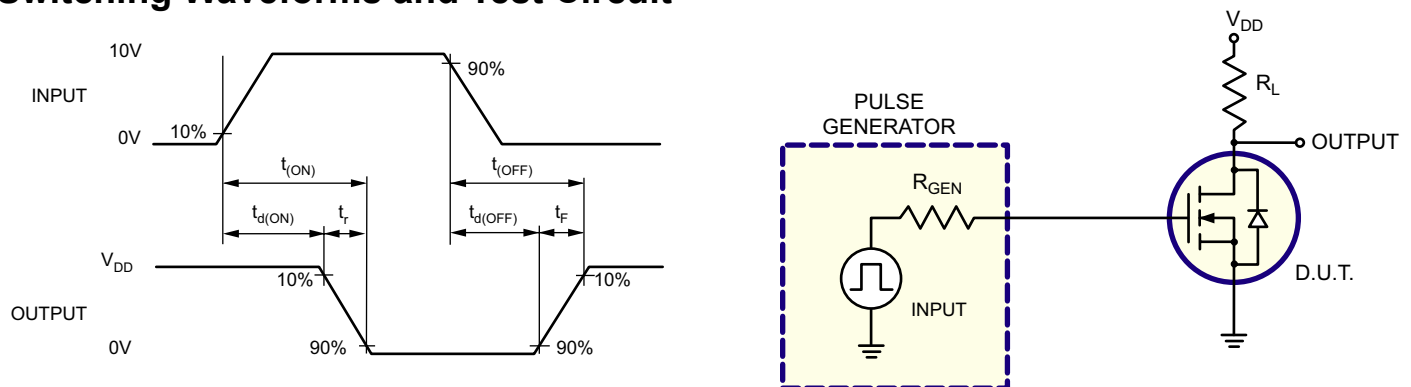 Switching Waveforms and Test Circuit
10V
INPUT
0V
10%
90%
t(ON)
t(OFF)
td(ON)
tr
td(OFF)
tF
VDD
10%
10%
OUTPUT
0V
90%
90%
PULSE
GENERATOR
RGEN
INPUT
VDD
RL
OUTPUT
D.U.T.